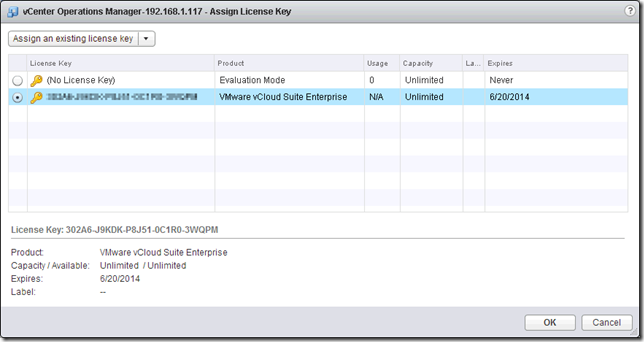 vCenter Operations Manager-192.168.1.117 - Assign License Key
Assign an existing license key
License Key Product Usage Capacity La... Expires
(No License Key) Evaluation Mode 0 Unlimited Never
VMware vCloud Suite Enterprise N/A Unlimited 6/20/2014
License Key: 302A6-J9KDK-P8J51-0C1R0-3WQPM
Product: VMware vCloud Suite Enterprise
Capacity / Available: Unlimited / Unlimited
Expires: 6/20/2014
Label: --
OK Cancel